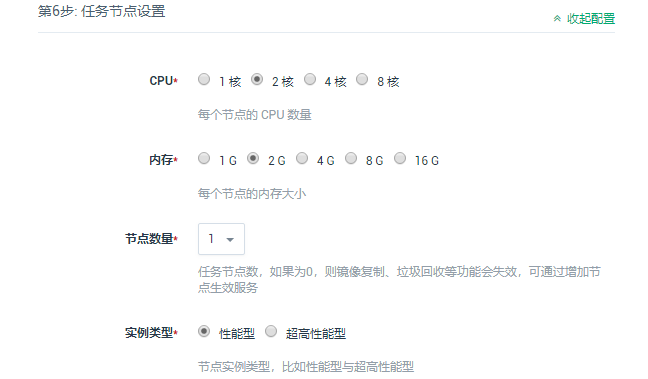 第6步: 任务节点设置
收起配置
CPU* 1 核 2 核 4 核 8 核
每个节点的 CPU 数量
内存* 1 G 2 G 4 G 8 G 16 G
每个节点的内存大小
节点数量* 1
任务节点数，如果为0，则镜像复制、垃圾回收等功能会失效，可通过增加节
点生效服务
实例类型* 性能型 超高性能型
节点实例类型，比如性能型与超高性能型